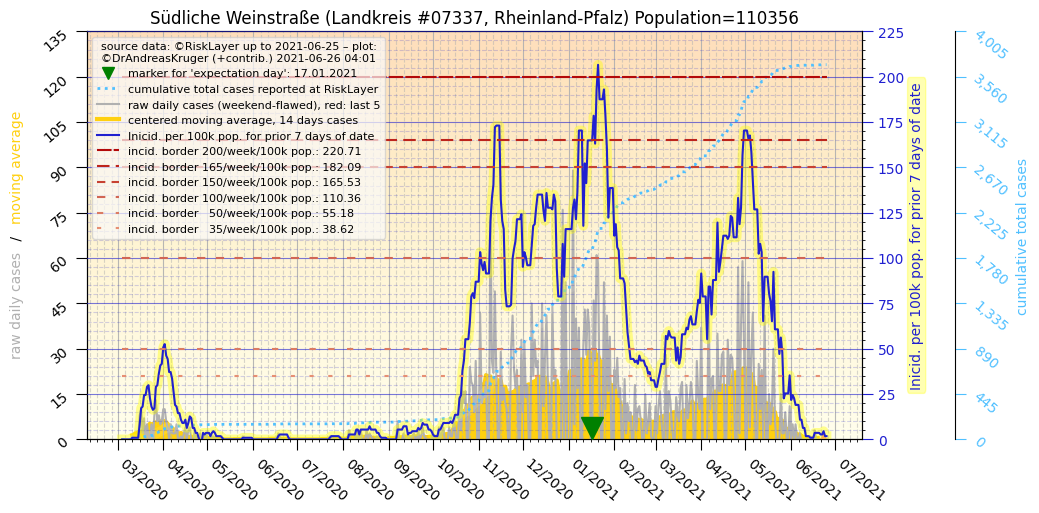 Südliche Weinstraße (Landkreis #07337, Rheinland-Pfalz) Population=110356
source data: ©RiskLayer up to 2021-06-25 – plot:
©DrAndreasKruger (+contrib.) 2021-06-26 04:01
marker for 'expectation day': 17.01.2021
cumulative total cases reported at RiskLayer
raw daily cases (weekend-flawed), red: last 5
centered moving average, 14 days cases
Inicid. per 100k pop. for prior 7 days of date
incid. border 200/week/100k pop.: 220.71
incid. border 165/week/100k pop.: 182.09
incid. border 150/week/100k pop.: 165.53
incid. border 100/week/100k pop.: 110.36
incid. border   50/week/100k pop.: 55.18
incid. border   35/week/100k pop.: 38.62
raw daily cases   /   moving average
135
120
105
90
75
60
45
30
15
0
225
200
175
150
125
100
75
50
25
0
Inicid. per 100k pop. for prior 7 days of date
4,005
3,560
3,115
2,670
2,225
1,780
1,335
890
445
0
cumulative total cases
03/2020
04/2020
05/2020
06/2020
07/2020
08/2020
09/2020
10/2020
11/2020
12/2020
01/2021
02/2021
03/2021
04/2021
05/2021
06/2021
07/2021